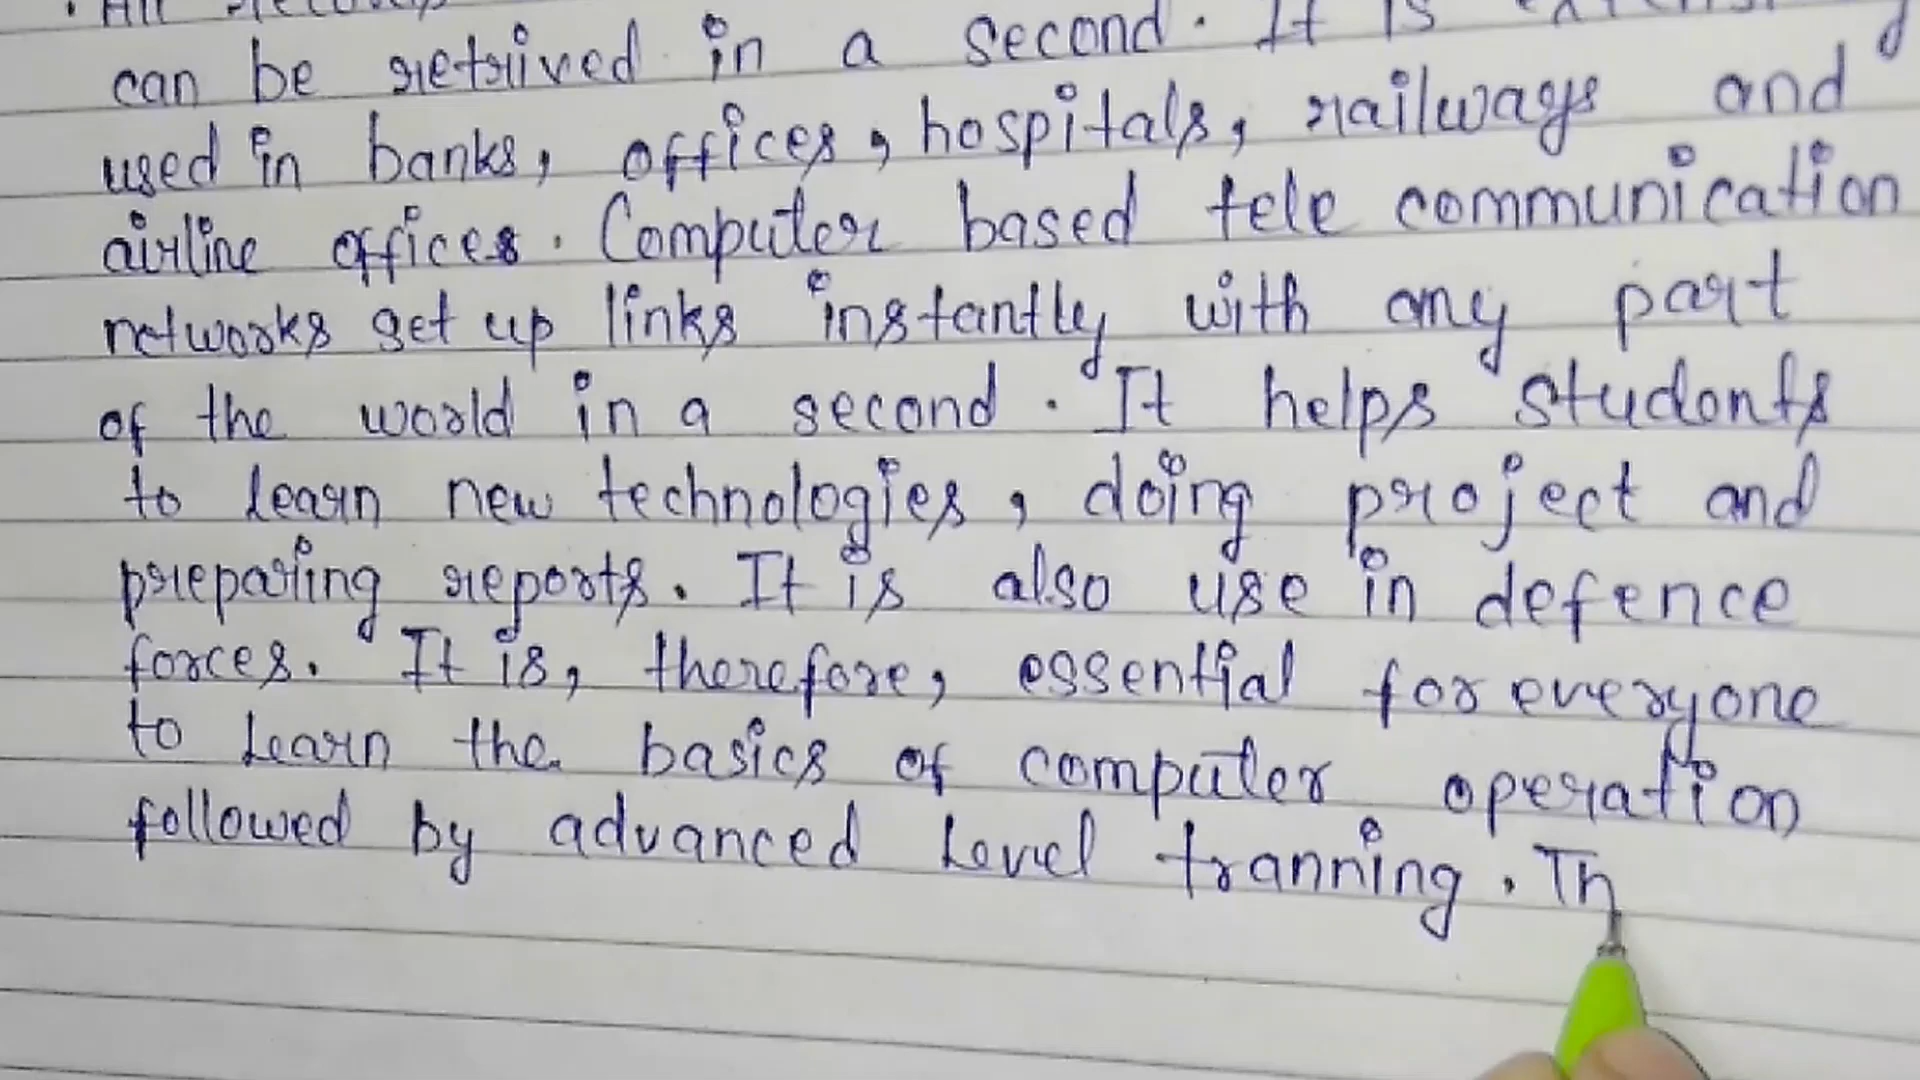 All
can be retrived in a second. It is
used in banks, offices, hospitals, railways and
airline offices. Computer based tele communication
networks set up links instantly with any part
of the world in a second. It helps students
to learn new technologies, doing project and
preparing reports. It is also use in defence
forces. It is, therefore, essential for everyone
to learn the basics of computer operation
followed by advanced level tranning. Th